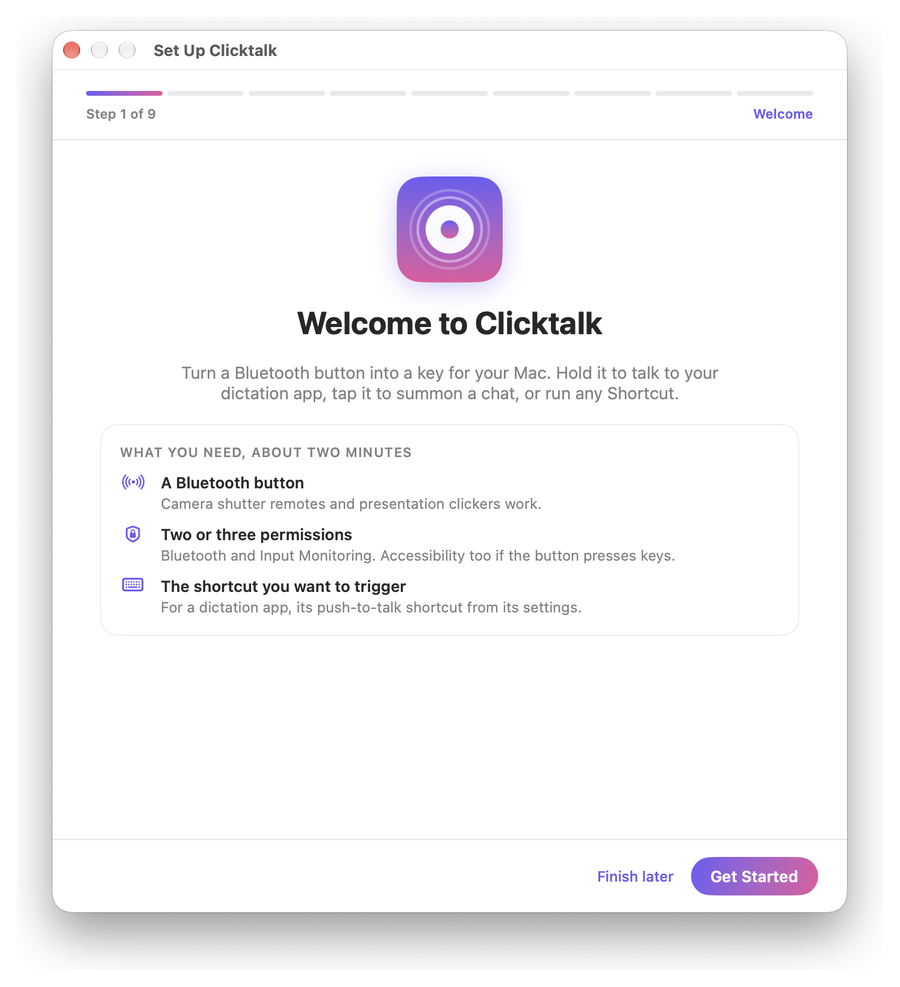 Set Up Clicktalk
Step 1 of 9
Welcome
Welcome to Clicktalk
Turn a Bluetooth button into a key for your Mac. Hold it to talk to your
dictation app, tap it to summon a chat, or run any Shortcut.
WHAT YOU NEED, ABOUT TWO MINUTES
A Bluetooth button
Camera shutter remotes and presentation clickers work.
Two or three permissions
Bluetooth and Input Monitoring. Accessibility too if the button presses keys.
The shortcut you want to trigger
For a dictation app, its push-to-talk shortcut from its settings.
Finish later
Get Started